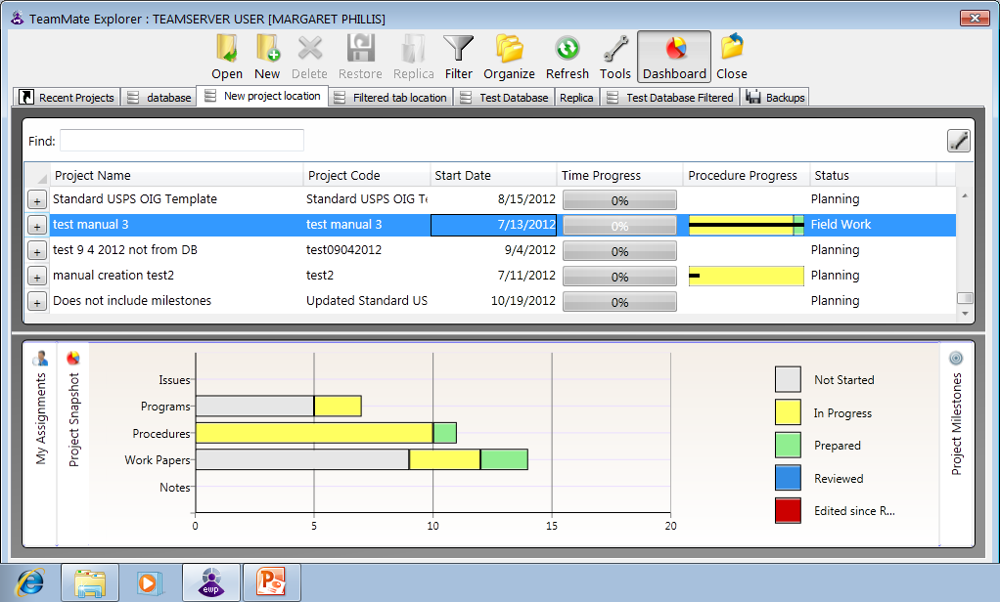 TeamMate Explorer : TEAMSERVER USER [MARGARET PHILLIS]
Open New Delete Restore Replica Filter Organize Refresh Tools Dashboard Close
Recent Projects database New project location Filtered tab location Test Database Replica Test Database Filtered Backups
Find:
Project Name Project Code Start Date Time Progress Procedure Progress Status
+ Standard USPS OIG Template Standard USPS OIG Te 8/15/2012 0% Planning
+ test manual 3 test manual 3 7/13/2012 0% Field Work
+ test 9 4 2012 not from DB test09042012 9/4/2012 0% Planning
+ manual creation test2 test2 7/11/2012 0% Planning
+ Does not include milestones Updated Standard US 10/19/2012 0% Planning
My Assignments
Project Snapshot
Issues
Programs
Procedures
Work Papers
Notes
0 5 10 15 20
Not Started
In Progress
Prepared
Reviewed
Edited since R...
Project Milestones
ewp